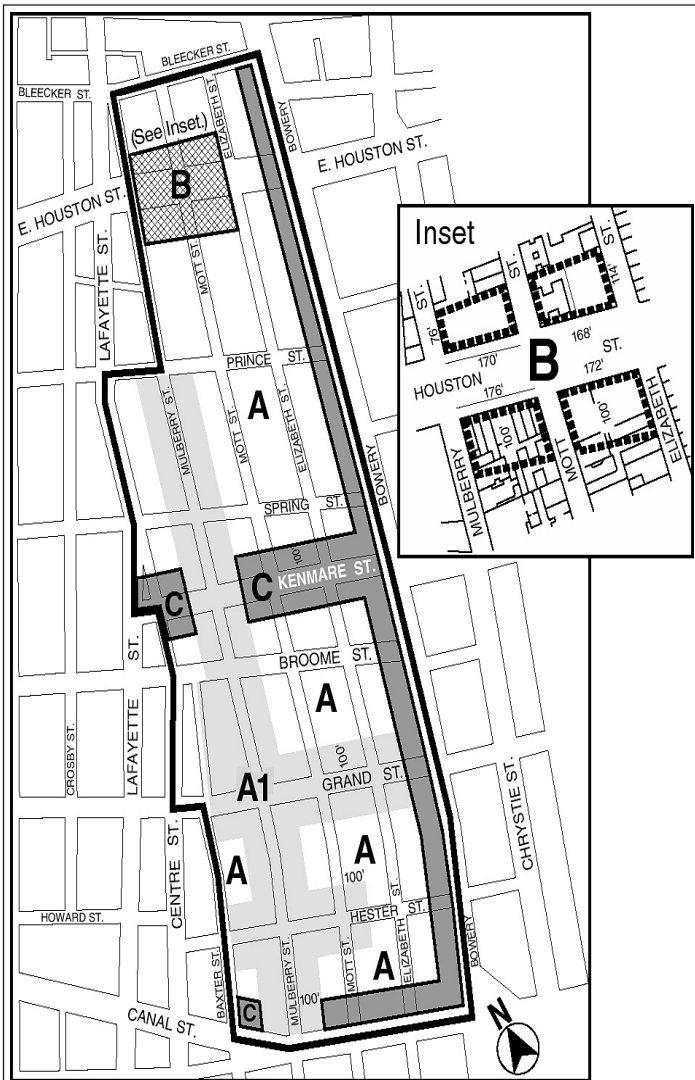 BLEECKER ST.
BLEECKER ST.
ELIZABETH ST.
BOWERY
(See Inset.)
E. HOUSTON ST.
B
E. HOUSTON ST.
LAFAYETTE ST.
MOTT ST.
PRINCE ST.
A
MULBERRY ST.
MOTT ST.
ELIZABETH ST.
BOWERY
SPRING ST.
100'
C
C
KENMARE ST.
BROOME ST.
A
CROSBY ST.
LAFAYETTE ST.
100'
A1
GRAND ST.
CHRYSTIE ST.
CENTRE ST.
A
A
100'
HOWARD ST.
HESTER ST.
BAXTER ST.
MULBERRY ST.
MOTT ST.
A
ELIZABETH ST.
BOWERY
100'
C
CANAL ST.
N
Inset
ST.
ST.
ST.
76'
114'
170'
168'
HOUSTON ST.
B
176'
172'
100'
100'
MULBERRY
MOTT
ELIZABETH